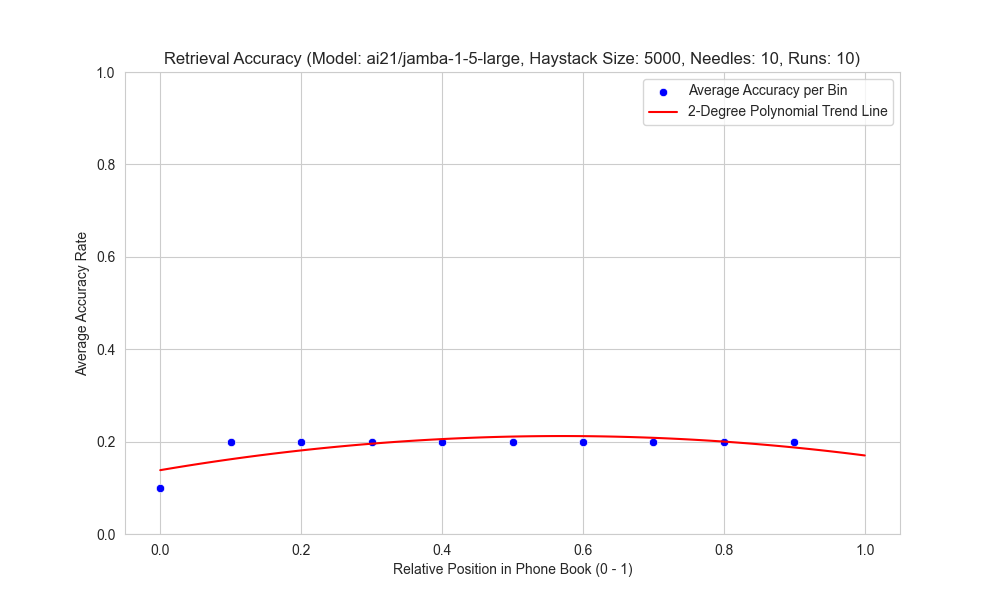 Retrieval Accuracy (Model: ai21/jamba-1-5-large, Haystack Size: 5000, Needles: 10, Runs: 10)
Average Accuracy per Bin
2-Degree Polynomial Trend Line
1.0
0.8
0.6
0.4
0.2
0.0
Average Accuracy Rate
0.0 0.2 0.4 0.6 0.8 1.0
Relative Position in Phone Book (0 - 1)